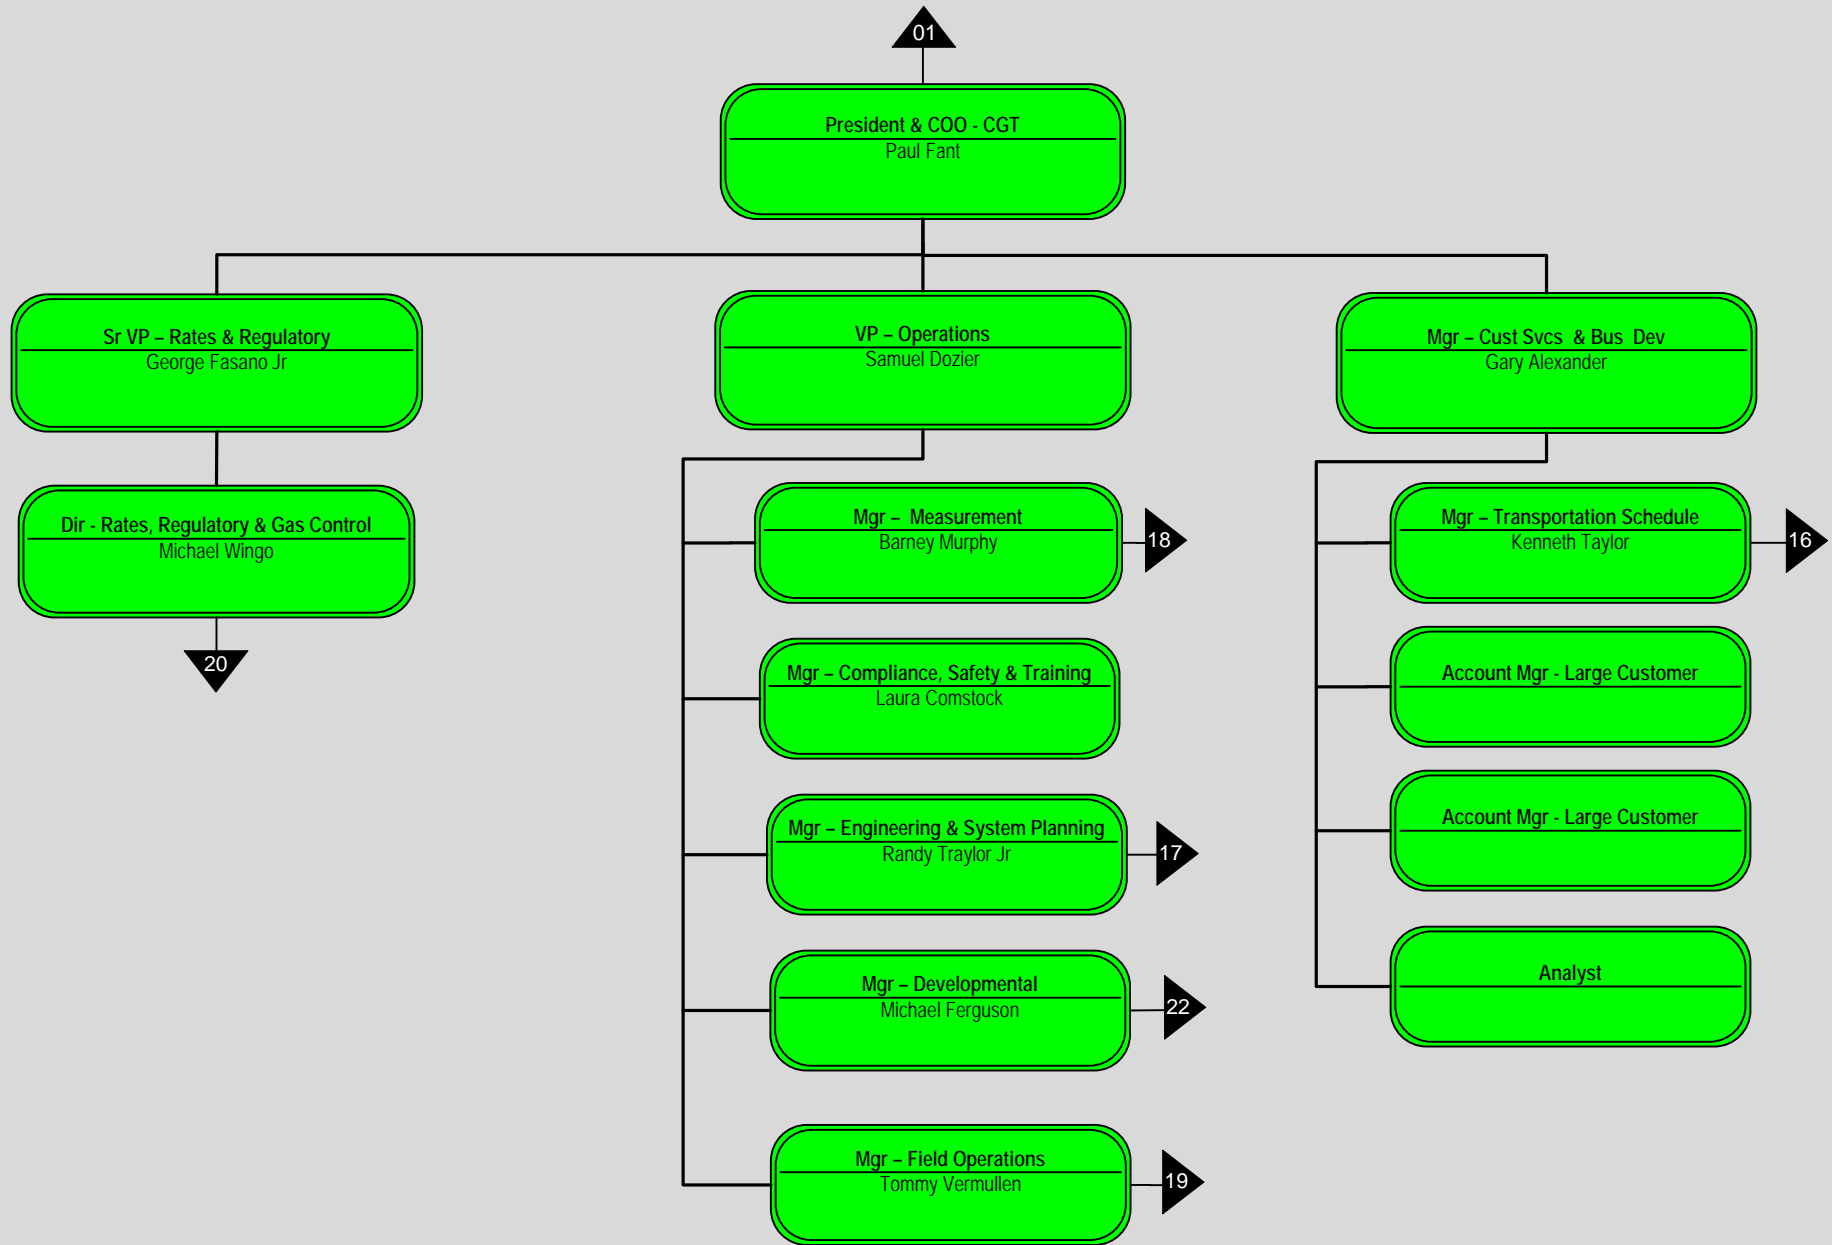 01
President & COO - CGT
Paul Fant
Sr VP – Rates & Regulatory
George Fasano Jr
VP – Operations
Samuel Dozier
Mgr – Cust Svcs & Bus Dev
Gary Alexander
Dir - Rates, Regulatory & Gas Control
Michael Wingo
20
Mgr – Measurement
Barney Murphy
18
Mgr – Compliance, Safety & Training
Laura Comstock
Mgr – Engineering & System Planning
Randy Traylor Jr
17
Mgr – Developmental
Michael Ferguson
22
Mgr – Field Operations
Tommy Vermullen
19
Mgr – Transportation Schedule
Kenneth Taylor
16
Account Mgr - Large Customer
Account Mgr - Large Customer
Analyst